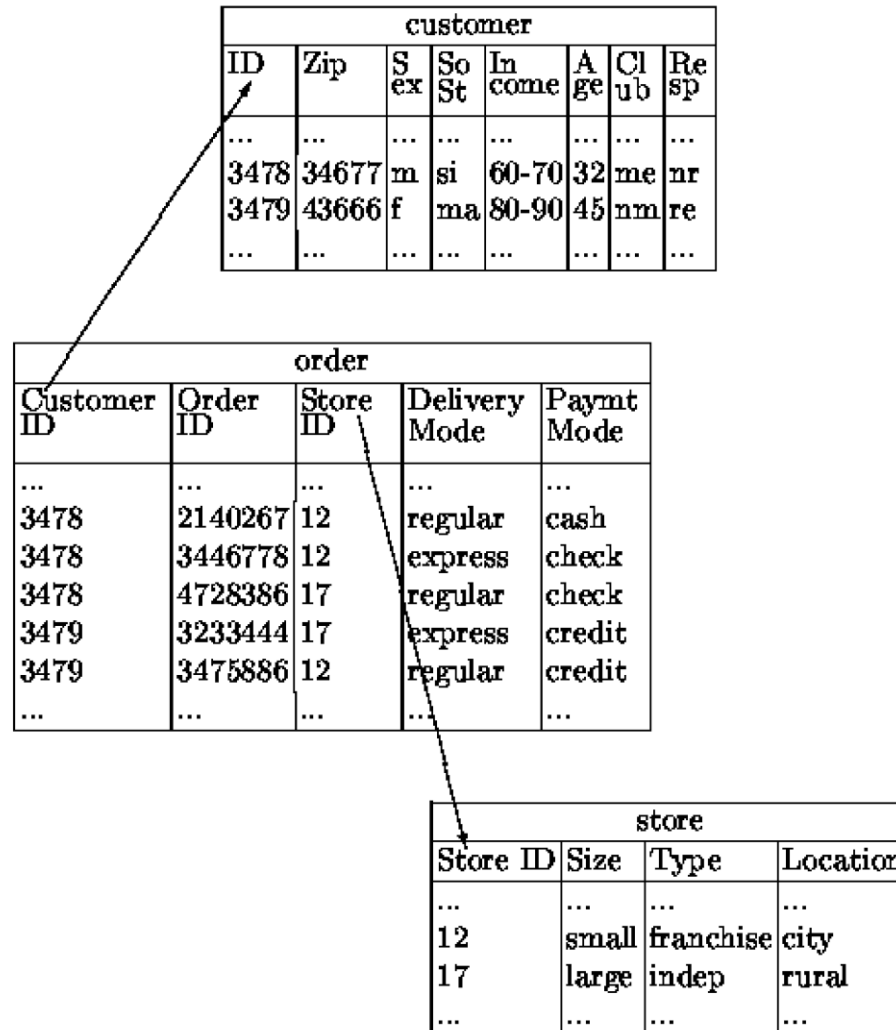 customer
ID Zip S ex So St In come A ge Cl ub Re sp
... ... ... ... ... ... ... ...
3478 34677 m si 60-70 32 me nr
3479 43666 f ma 80-90 45 nm re
... ... ... ... ... ... ... ...
order
Customer ID Order ID Store ID Delivery Mode Paymt Mode
... ... ... ... ...
3478 2140267 12 regular cash
3478 3446778 12 express check
3478 4728386 17 regular check
3479 3233444 17 express credit
3479 3475886 12 regular credit
... ... ... ... ...
store
Store ID Size Type Location
... ... ... ...
12 small franchise city
17 large indep rural
... ... ... ...